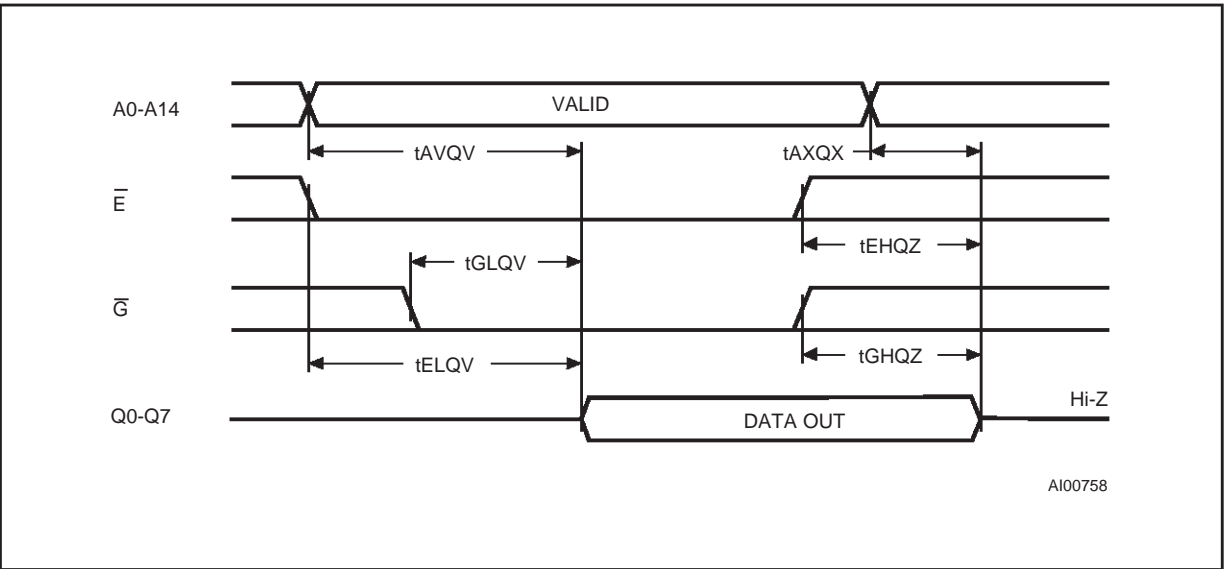 A0-A14
VALID
tAVQV
tAXQX
E̅
tEHQZ
tGLQV
G̅
tGHQZ
tELQV
Hi-Z
Q0-Q7
DATA OUT
AI00758